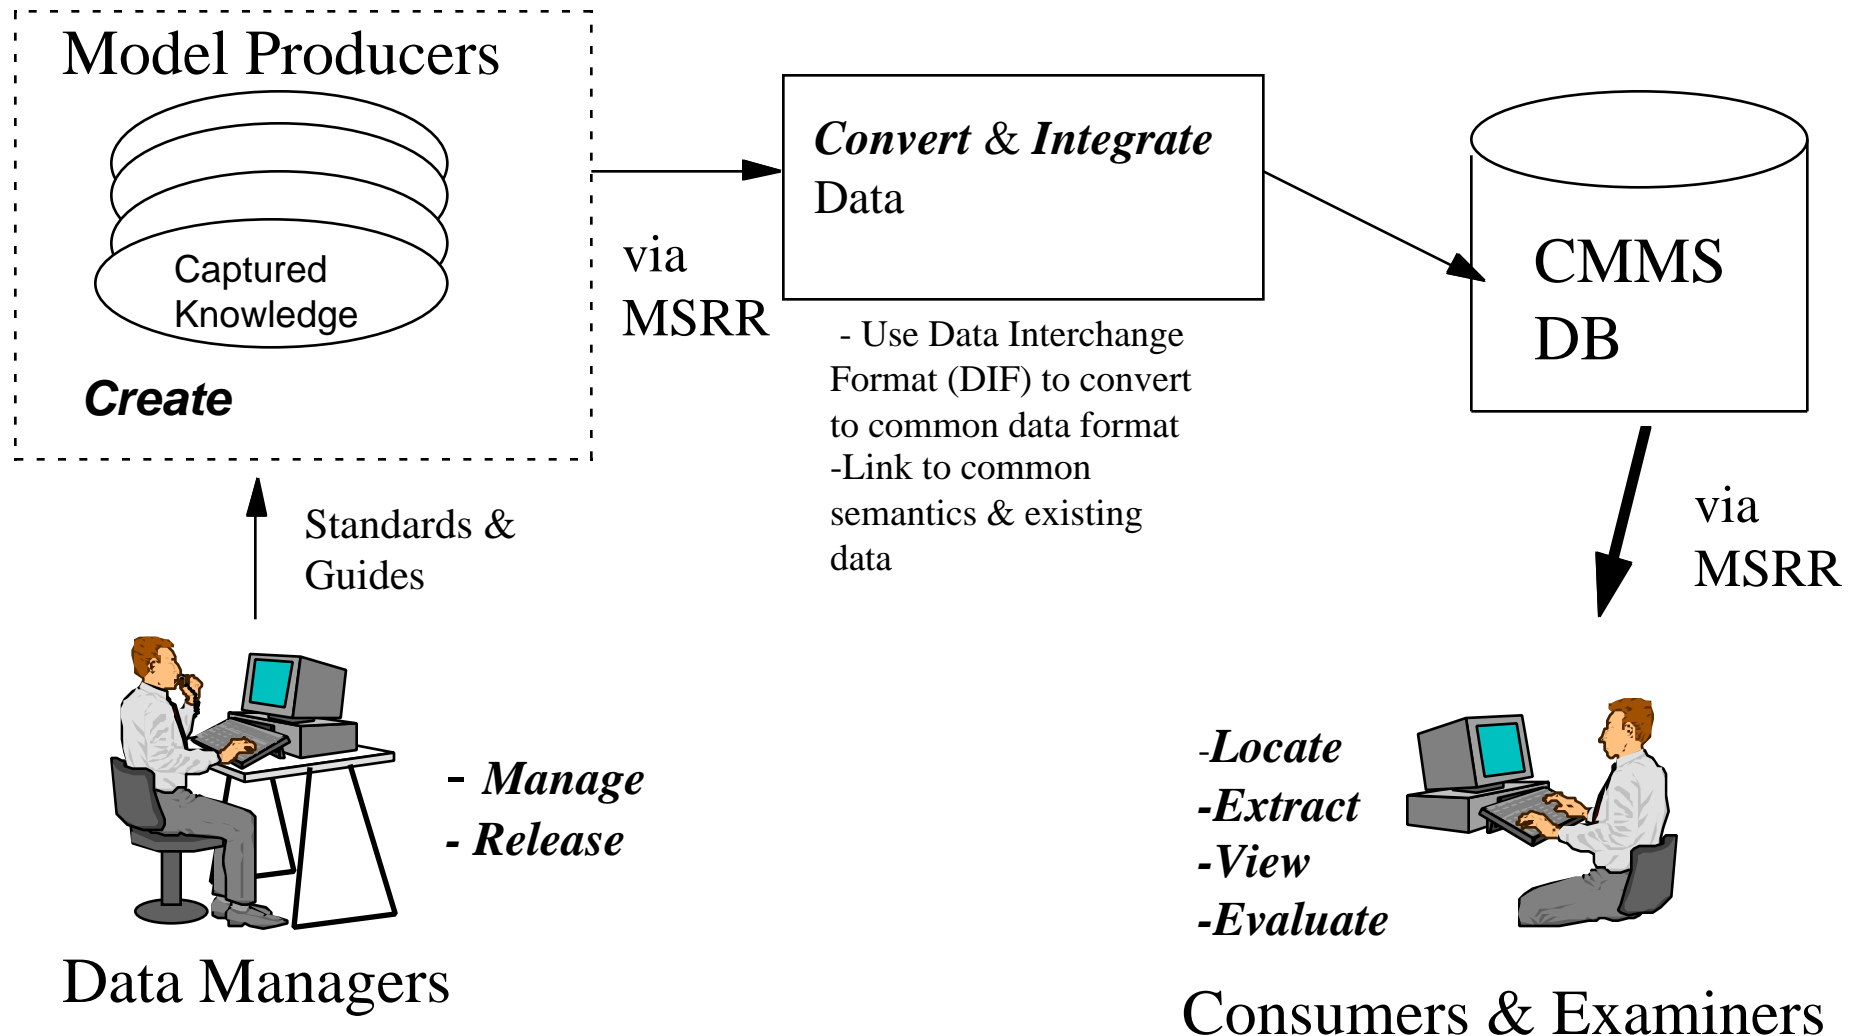 Model Producers
Captured
Knowledge
Create
via
MSRR
Convert & Integrate
Data
- Use Data Interchange
Format (DIF) to convert
to common data format
-Link to common
semantics & existing
data
CMMS
DB
via
MSRR
Standards &
Guides
- Manage
- Release
Data Managers
-Locate
-Extract
-View
-Evaluate
Consumers & Examiners